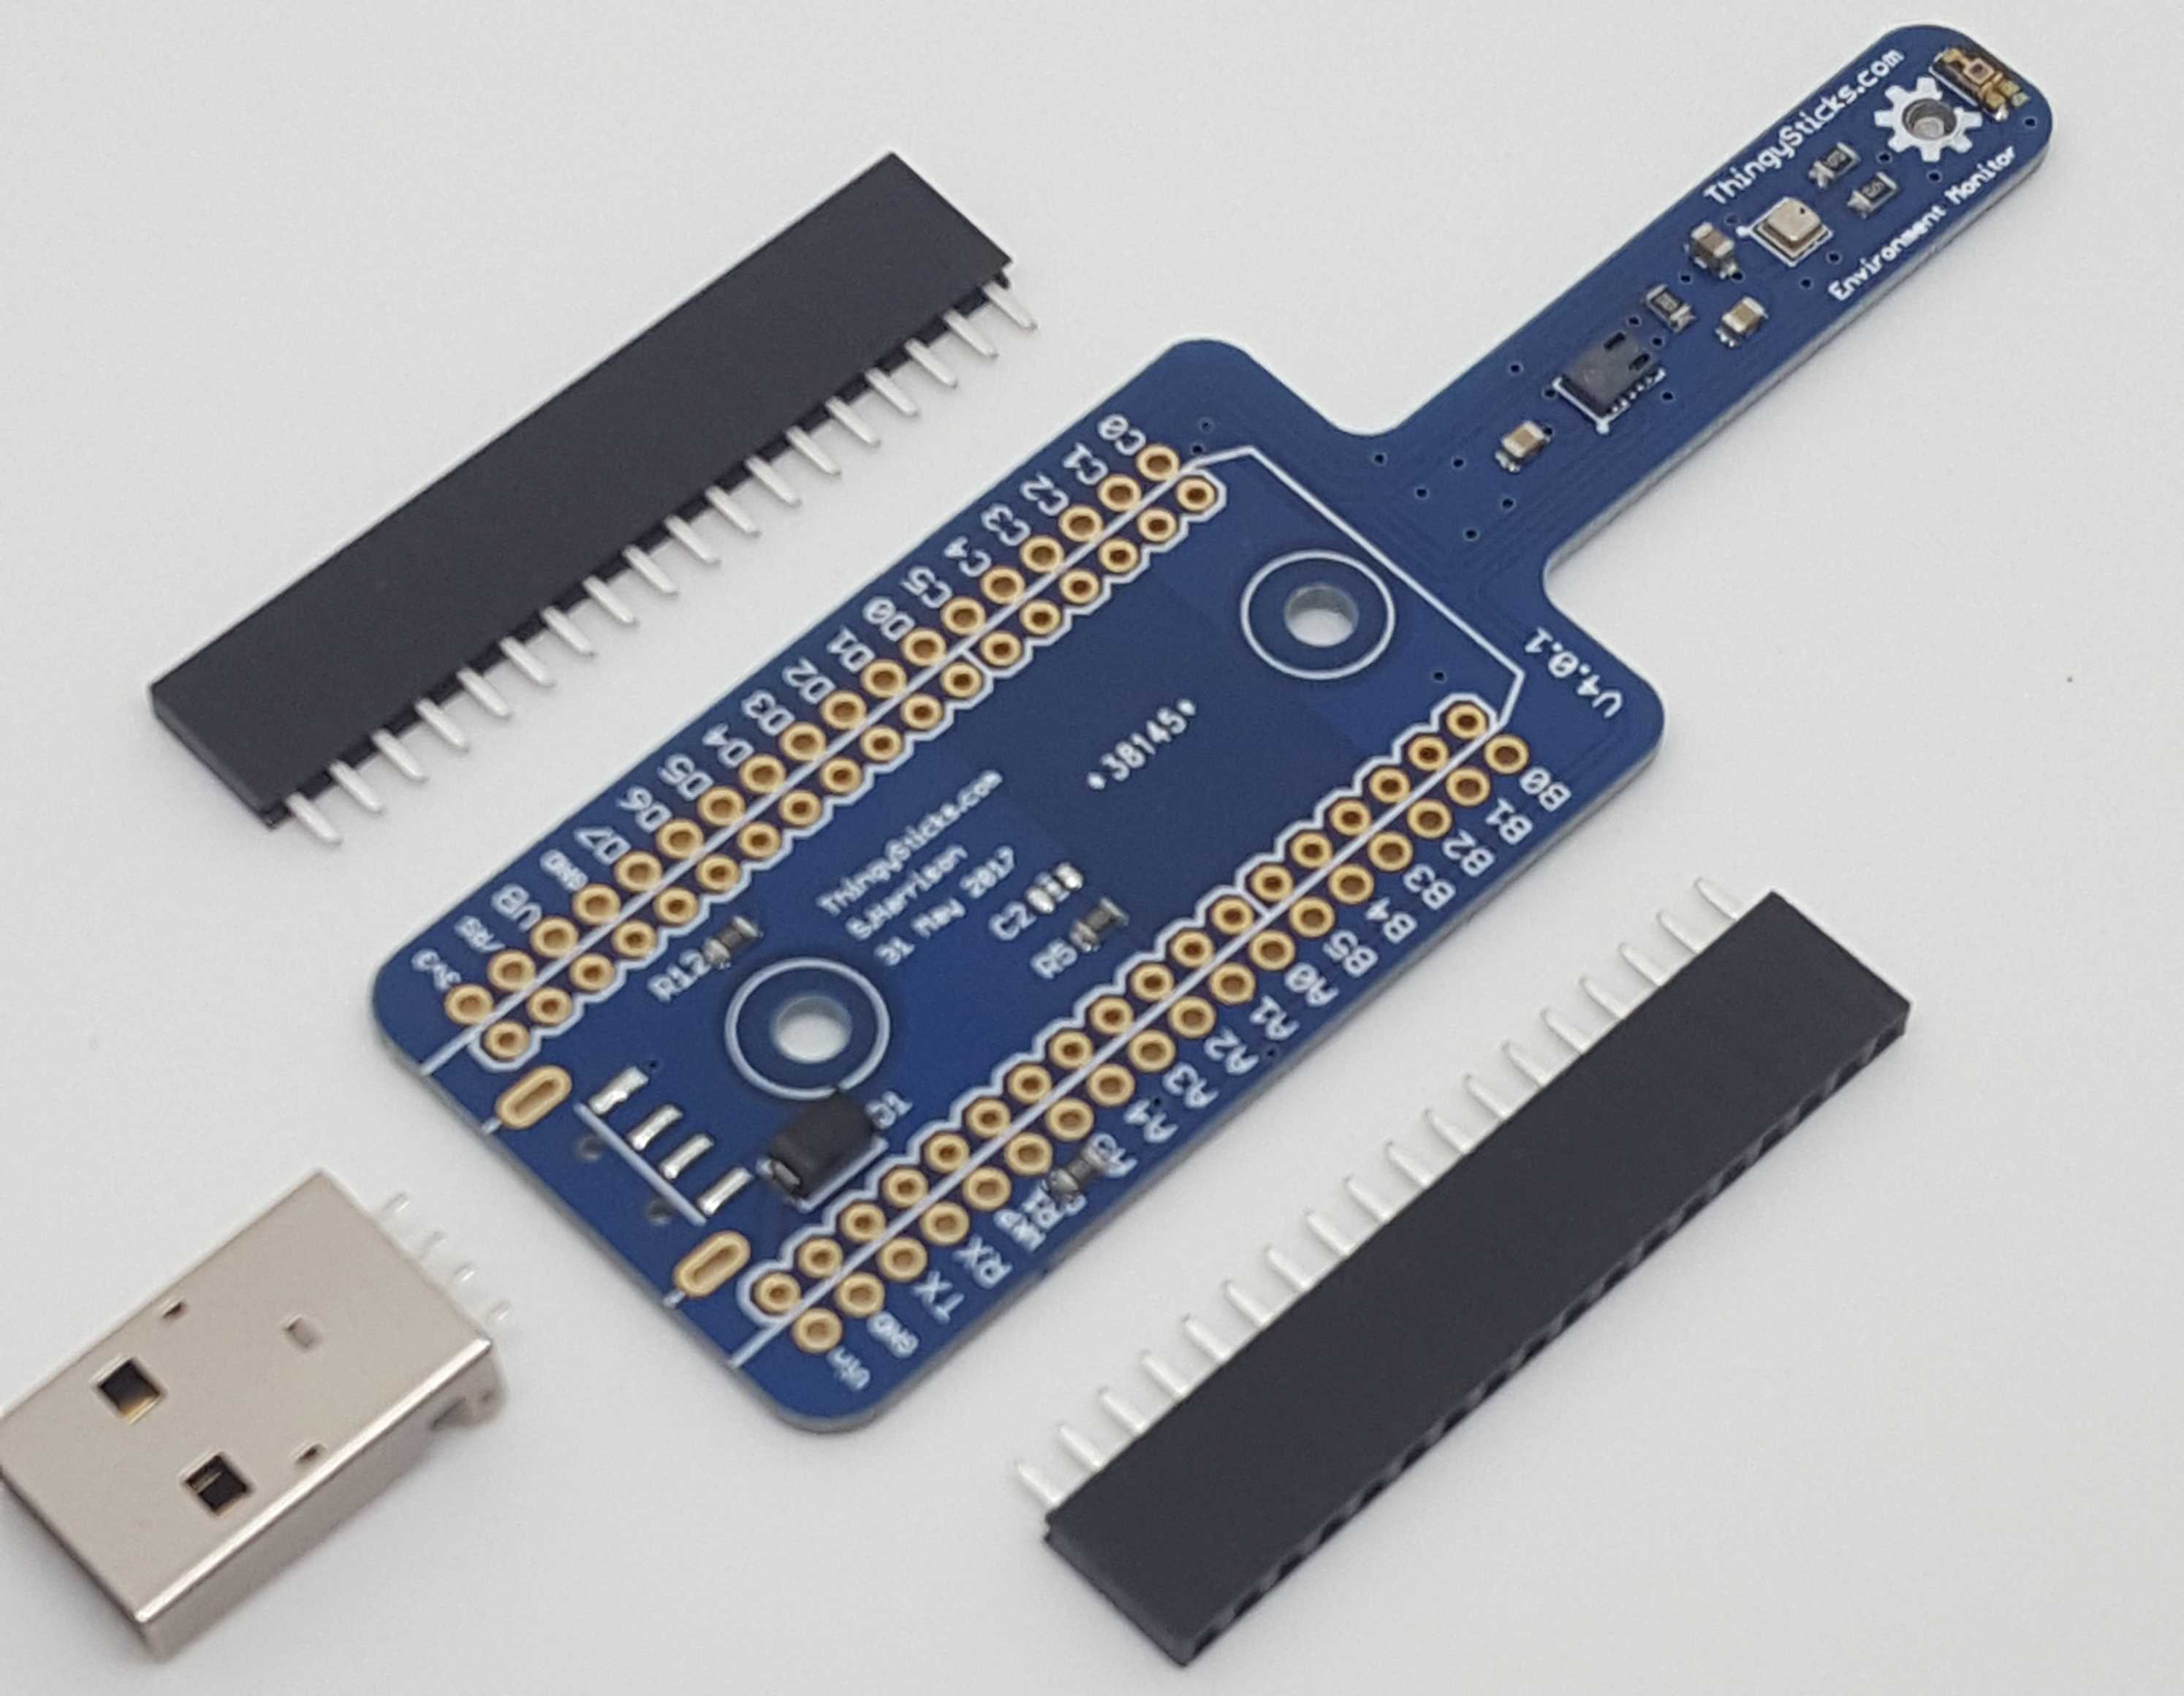 ThingySticks.Com
Environment Monitor
V4.0.1
C0
C1
C2
C3
C4
C5
D0
D1
D2
D3
D4
D5
D6
D7
GND
VB
/RS
3v3
*38145*
ThingySticks.com
S.Harrison
31 May 2017
C2
R5
R12
D1
B0
B1
B2
B3
B4
B5
A0
A1
A2
A3
A4
R1
RX
TX
GND
Vin